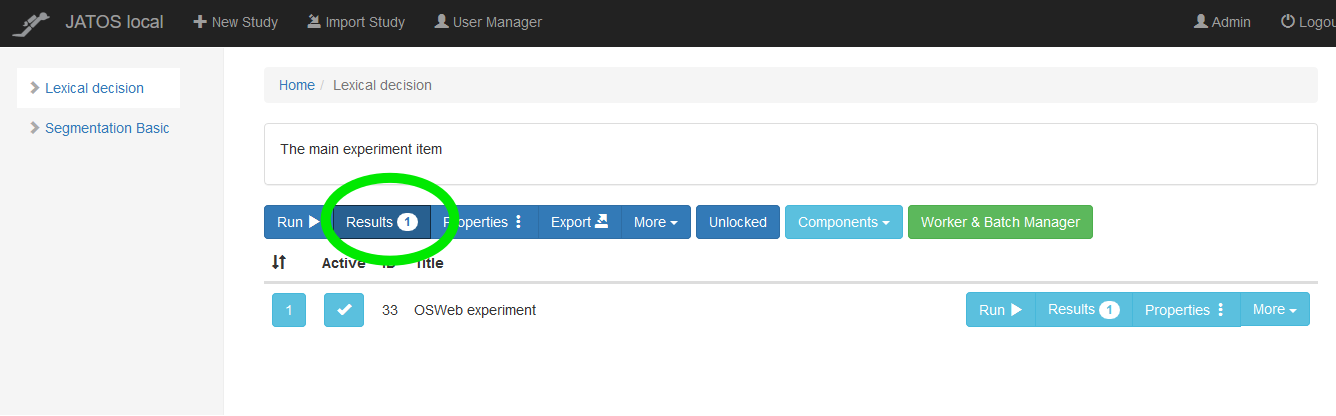 JATOS local New Study Import Study User Manager Admin Logou
Lexical decision
Segmentation Basic
Home / Lexical decision
The main experiment item
Run Results 1 Properties Export More Unlocked Components Worker & Batch Manager
Active ID Title
1 33 OSWeb experiment Run Results 1 Properties More